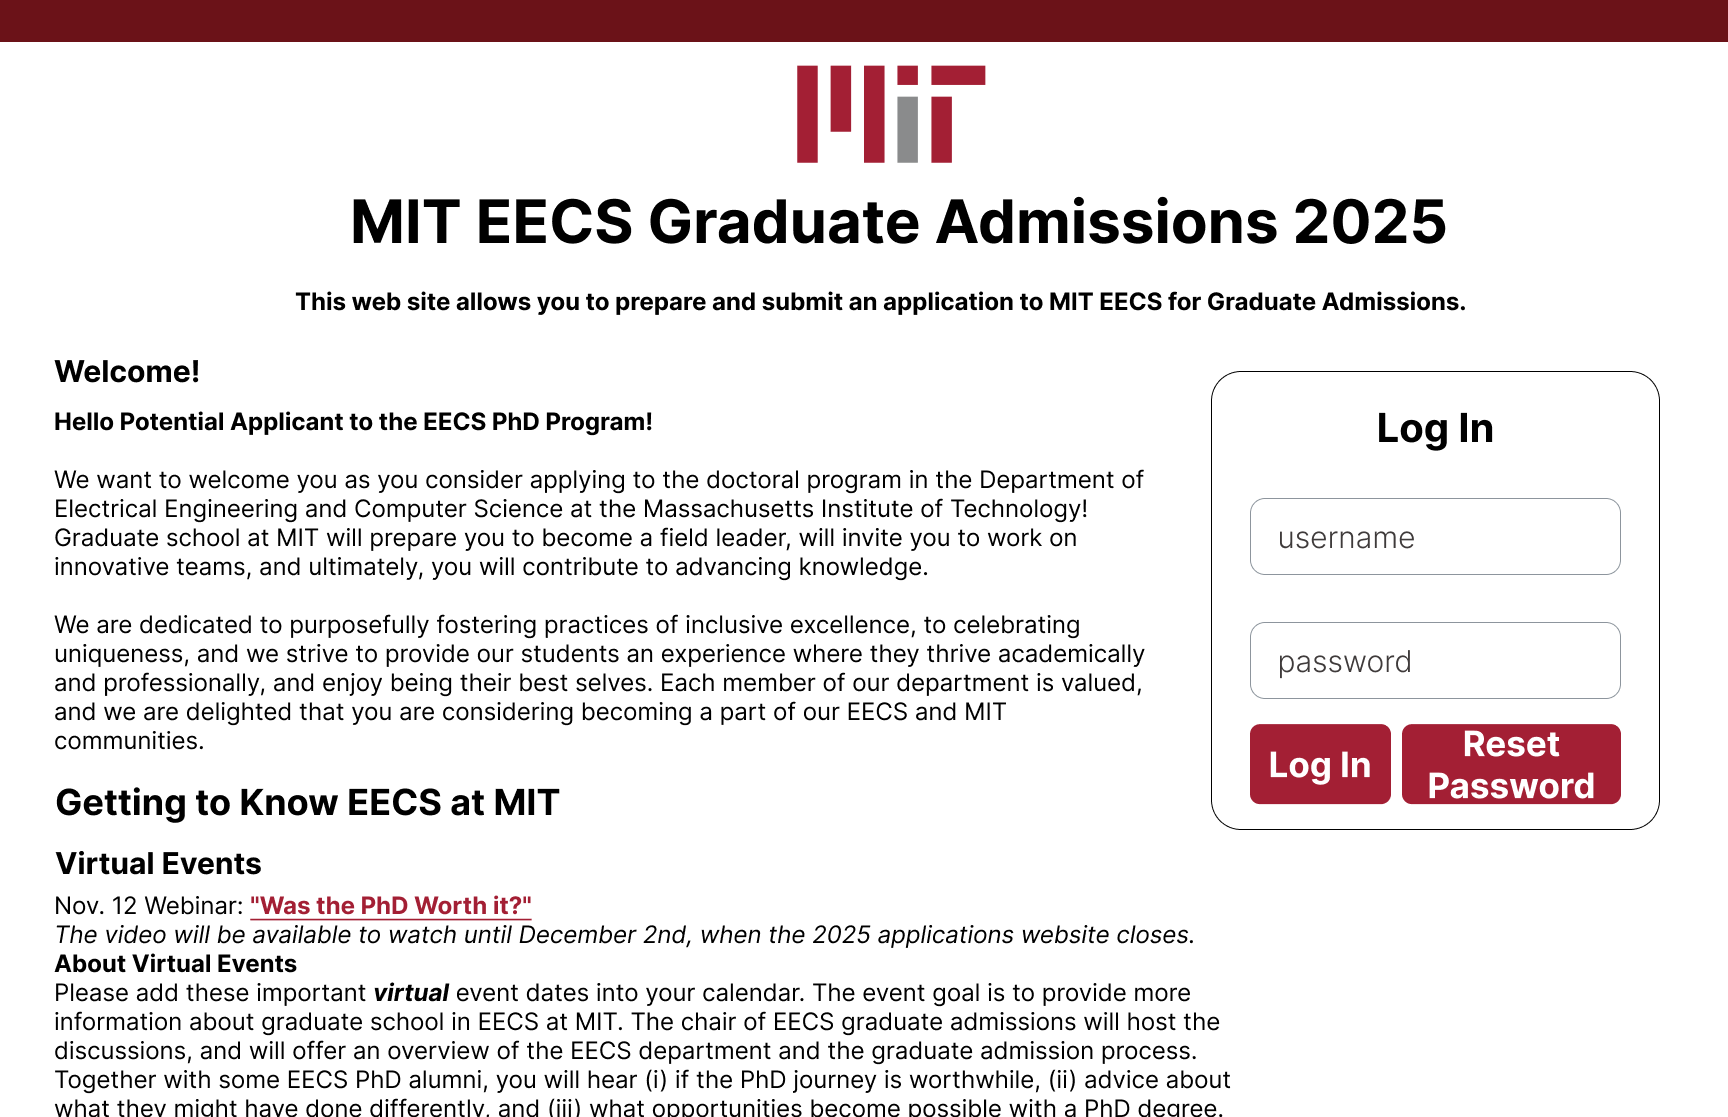 MIT
MIT EECS Graduate Admissions 2025
This web site allows you to prepare and submit an application to MIT EECS for Graduate Admissions.
Welcome!
Hello Potential Applicant to the EECS PhD Program!
We want to welcome you as you consider applying to the doctoral program in the Department of
Electrical Engineering and Computer Science at the Massachusetts Institute of Technology!
Graduate school at MIT will prepare you to become a field leader, will invite you to work on
innovative teams, and ultimately, you will contribute to advancing knowledge.
We are dedicated to purposefully fostering practices of inclusive excellence, to celebrating
uniqueness, and we strive to provide our students an experience where they thrive academically
and professionally, and enjoy being their best selves. Each member of our department is valued,
and we are delighted that you are considering becoming a part of our EECS and MIT
communities.
Getting to Know EECS at MIT
Virtual Events
Nov. 12 Webinar: "Was the PhD Worth it?"
The video will be available to watch until December 2nd, when the 2025 applications website closes.
About Virtual Events
Please add these important virtual event dates into your calendar. The event goal is to provide more
information about graduate school in EECS at MIT. The chair of EECS graduate admissions will host the
discussions, and will offer an overview of the EECS department and the graduate admission process.
Together with some EECS PhD alumni, you will hear (i) if the PhD journey is worthwhile, (ii) advice about
what they might have done differently, and (iii) what opportunities become possible with a PhD degree.
Log In
username
password
Log In
Reset
Password